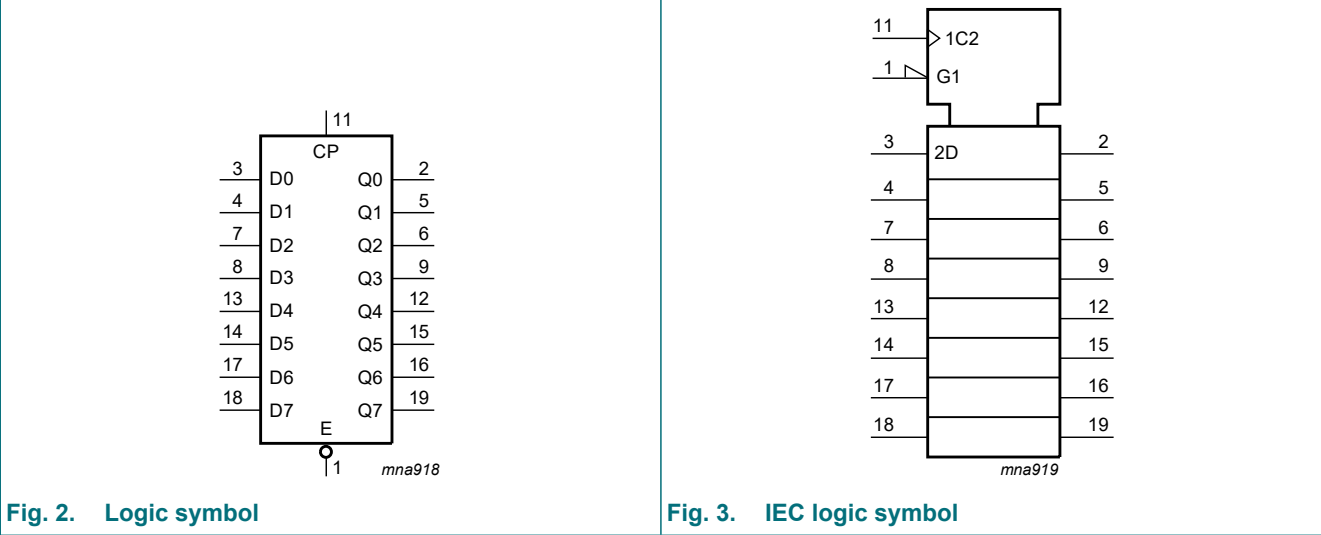 11
CP
3 D0 Q0 2
4 D1 Q1 5
7 D2 Q2 6
8 D3 Q3 9
13 D4 Q4 12
14 D5 Q5 15
17 D6 Q6 16
18 D7 Q7 19
E
1 mna918
Fig. 2. Logic symbol
11 1C2
1 G1
3 2D 2
4 5
7 6
8 9
13 12
14 15
17 16
18 19
mna919
Fig. 3. IEC logic symbol